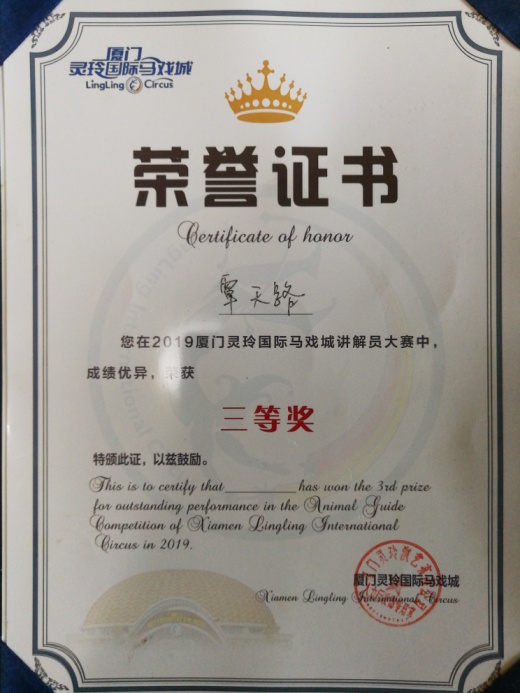 厦门
灵玲国际马戏城
LingLing Circus
荣誉证书
Certificate of honor
覃天路
您在2019厦门灵玲国际马戏城讲解员大赛中，
成绩优异，荣获
三等奖
特颁此证，以兹鼓励。
This is to certify that has won the 3rd prize
for outstanding performance in the Animal Guide
Competition of Xiamen Lingling International
Circus in 2019.
厦门灵玲国际马戏城
Xiamen Lingling International Circus